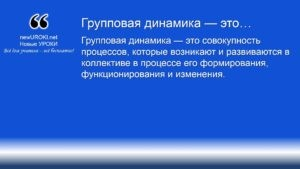 Групповая динамика — это…
newUROKI.net
Новые УРОКИ
Всё для учителя - всё бесплатно!
Групповая динамика — это совокупность
процессов, которые возникают и развиваются в
коллективе в процессе его формирования,
функционирования и изменения.